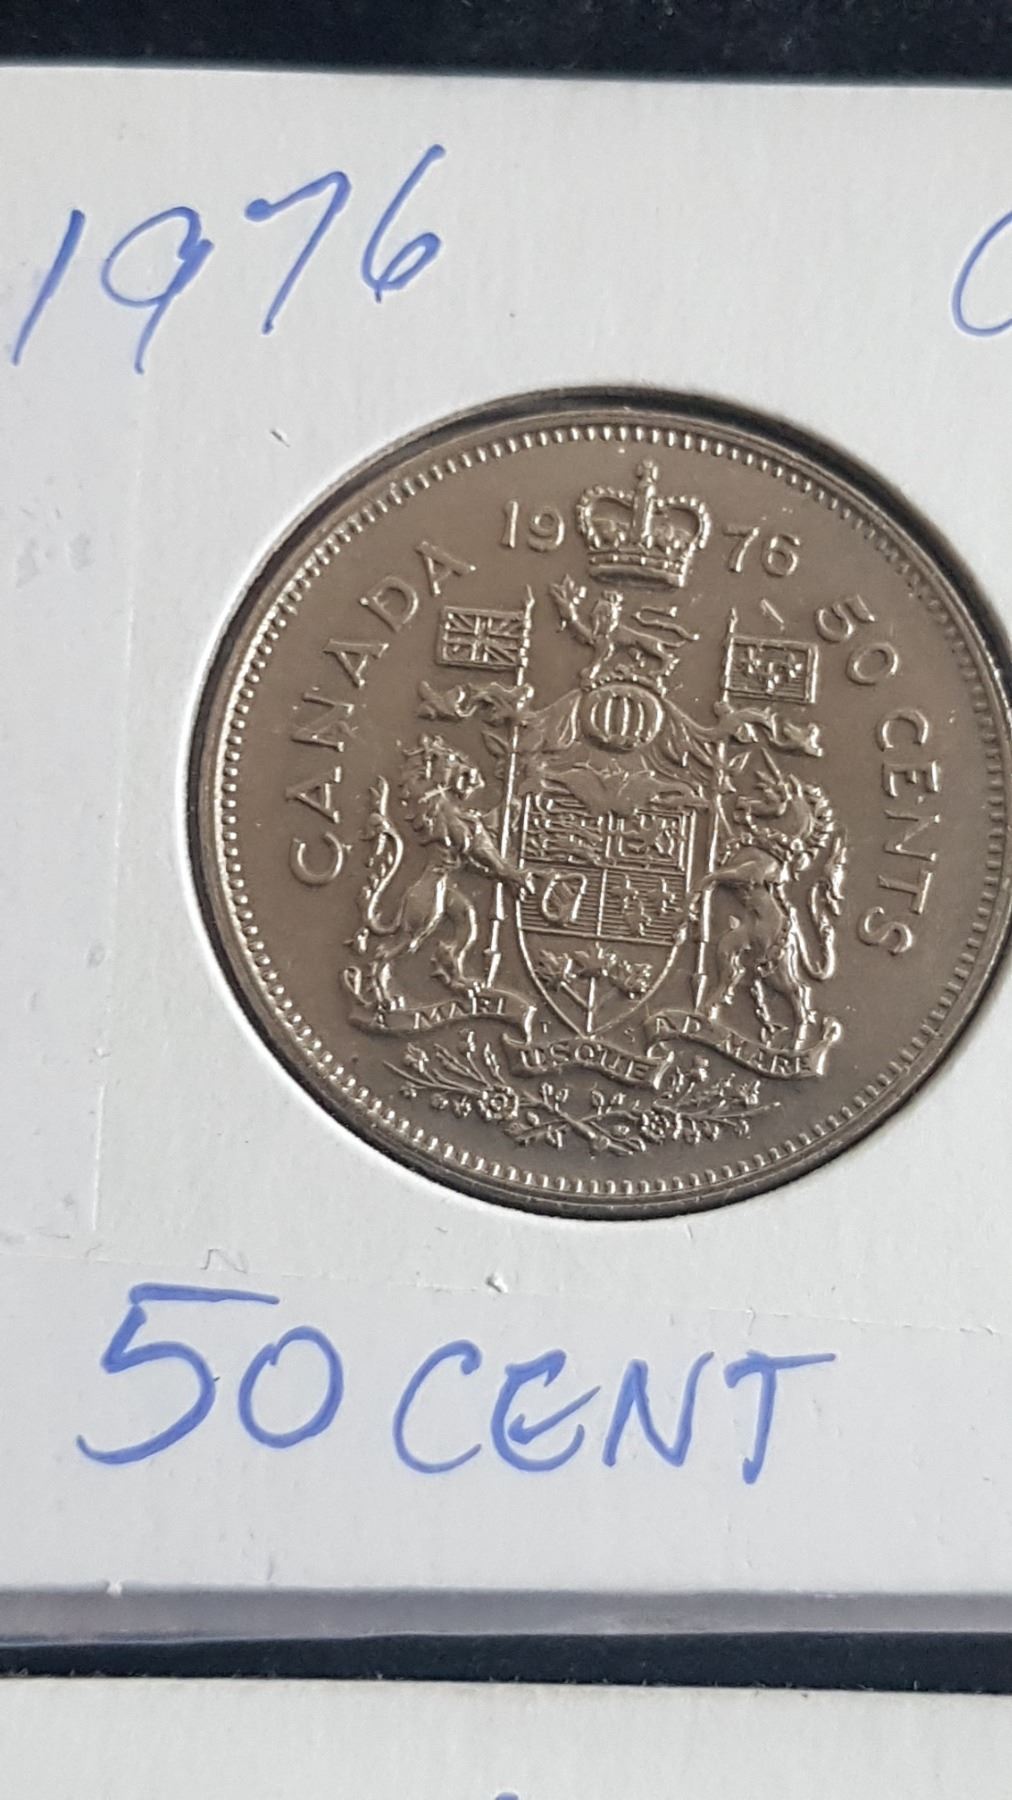 1976
CANADA 1976 50 CENTS
A MARI USQUE AD MARE
50 CENT